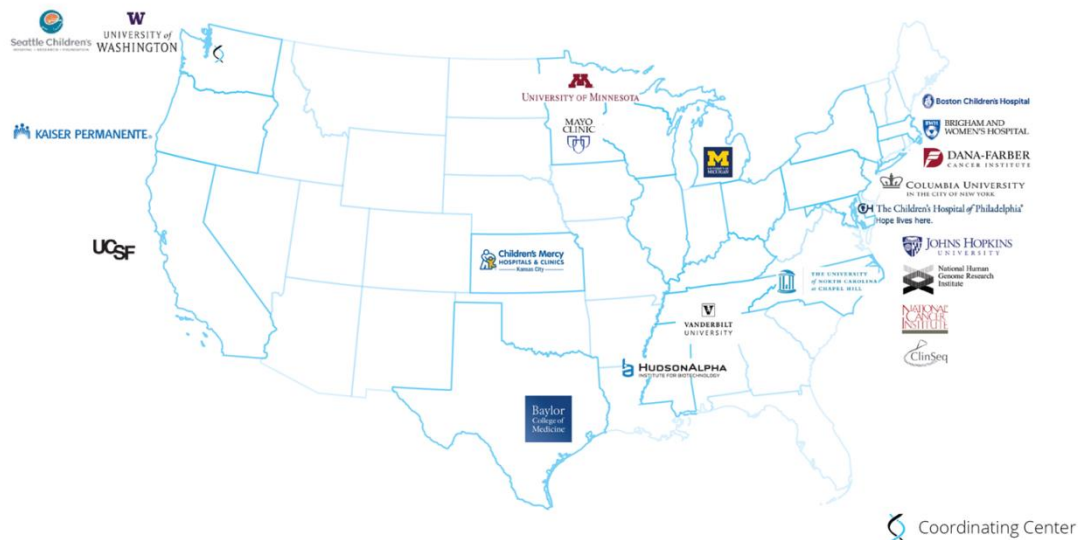 Seattle Children's
HOSPITAL • RESEARCH • FOUNDATION
W
UNIVERSITY of
WASHINGTON
KAISER PERMANENTE®
UCSF
M
UNIVERSITY OF MINNESOTA
MAYO
CLINIC
M
Children's Mercy
HOSPITALS & CLINICS
Kansas City
Baylor
College of
Medicine
V
VANDERBILT
UNIVERSITY
HUDSONALPHA
INSTITUTE FOR BIOTECHNOLOGY
THE UNIVERSITY
of NORTH CAROLINA
at CHAPEL HILL
Boston Children's Hospital
BRIGHAM AND
WOMEN'S HOSPITAL
DANA-FARBER
CANCER INSTITUTE
COLUMBIA UNIVERSITY
IN THE CITY OF NEW YORK
The Children's Hospital of Philadelphia®
Hope lives here.
JOHNS HOPKINS
UNIVERSITY
National Human
Genome Research
Institute
NATIONAL
CANCER
INSTITUTE
ClinSeq
Coordinating Center